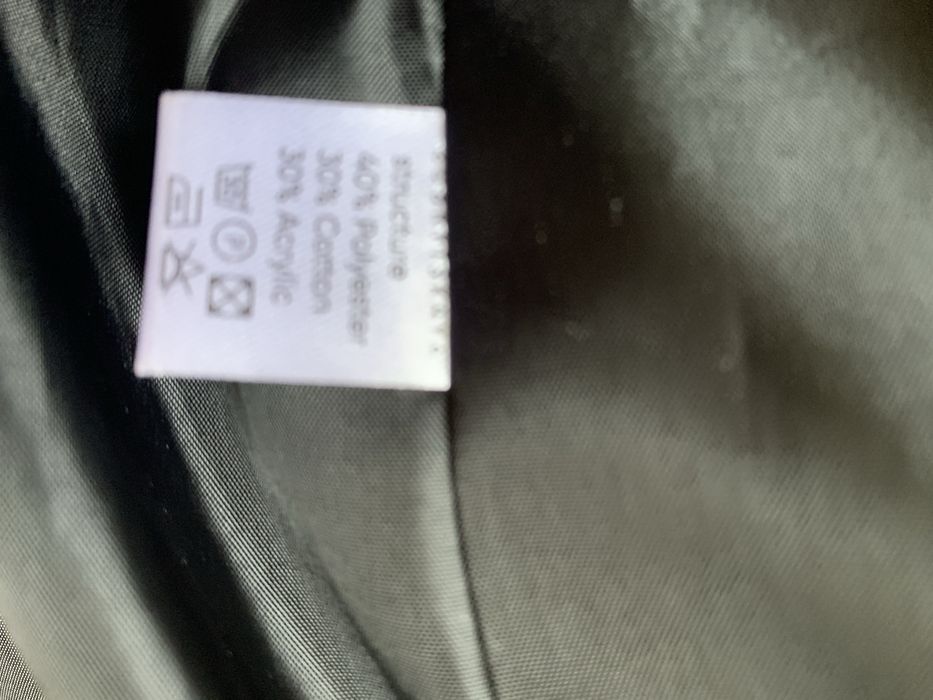 structure
40% Polyester
30% Cotton
30% Acrylic